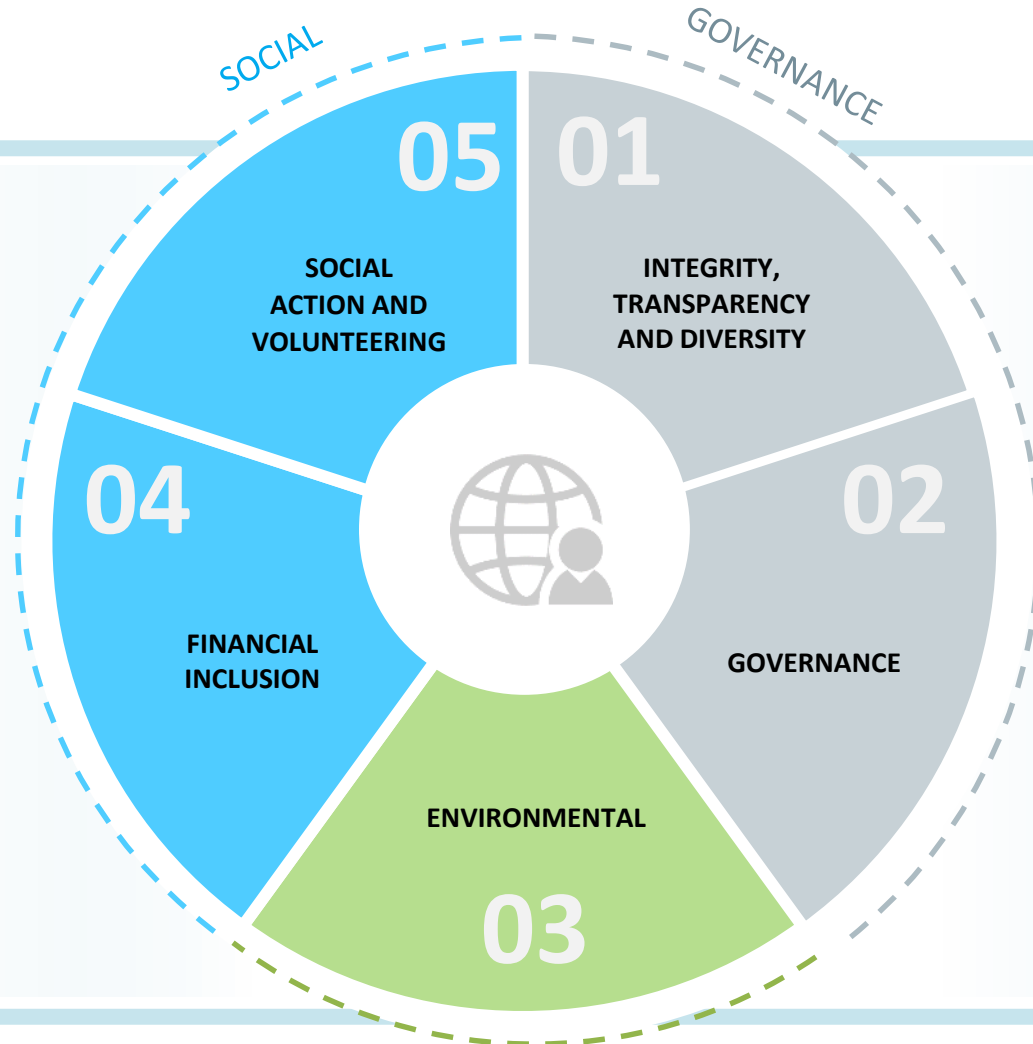 SOCIAL
GOVERNANCE
05
01
SOCIAL
ACTION AND
VOLUNTEERING
INTEGRITY,
TRANSPARENCY
AND DIVERSITY
04
02
FINANCIAL
INCLUSION
GOVERNANCE
ENVIRONMENTAL
03